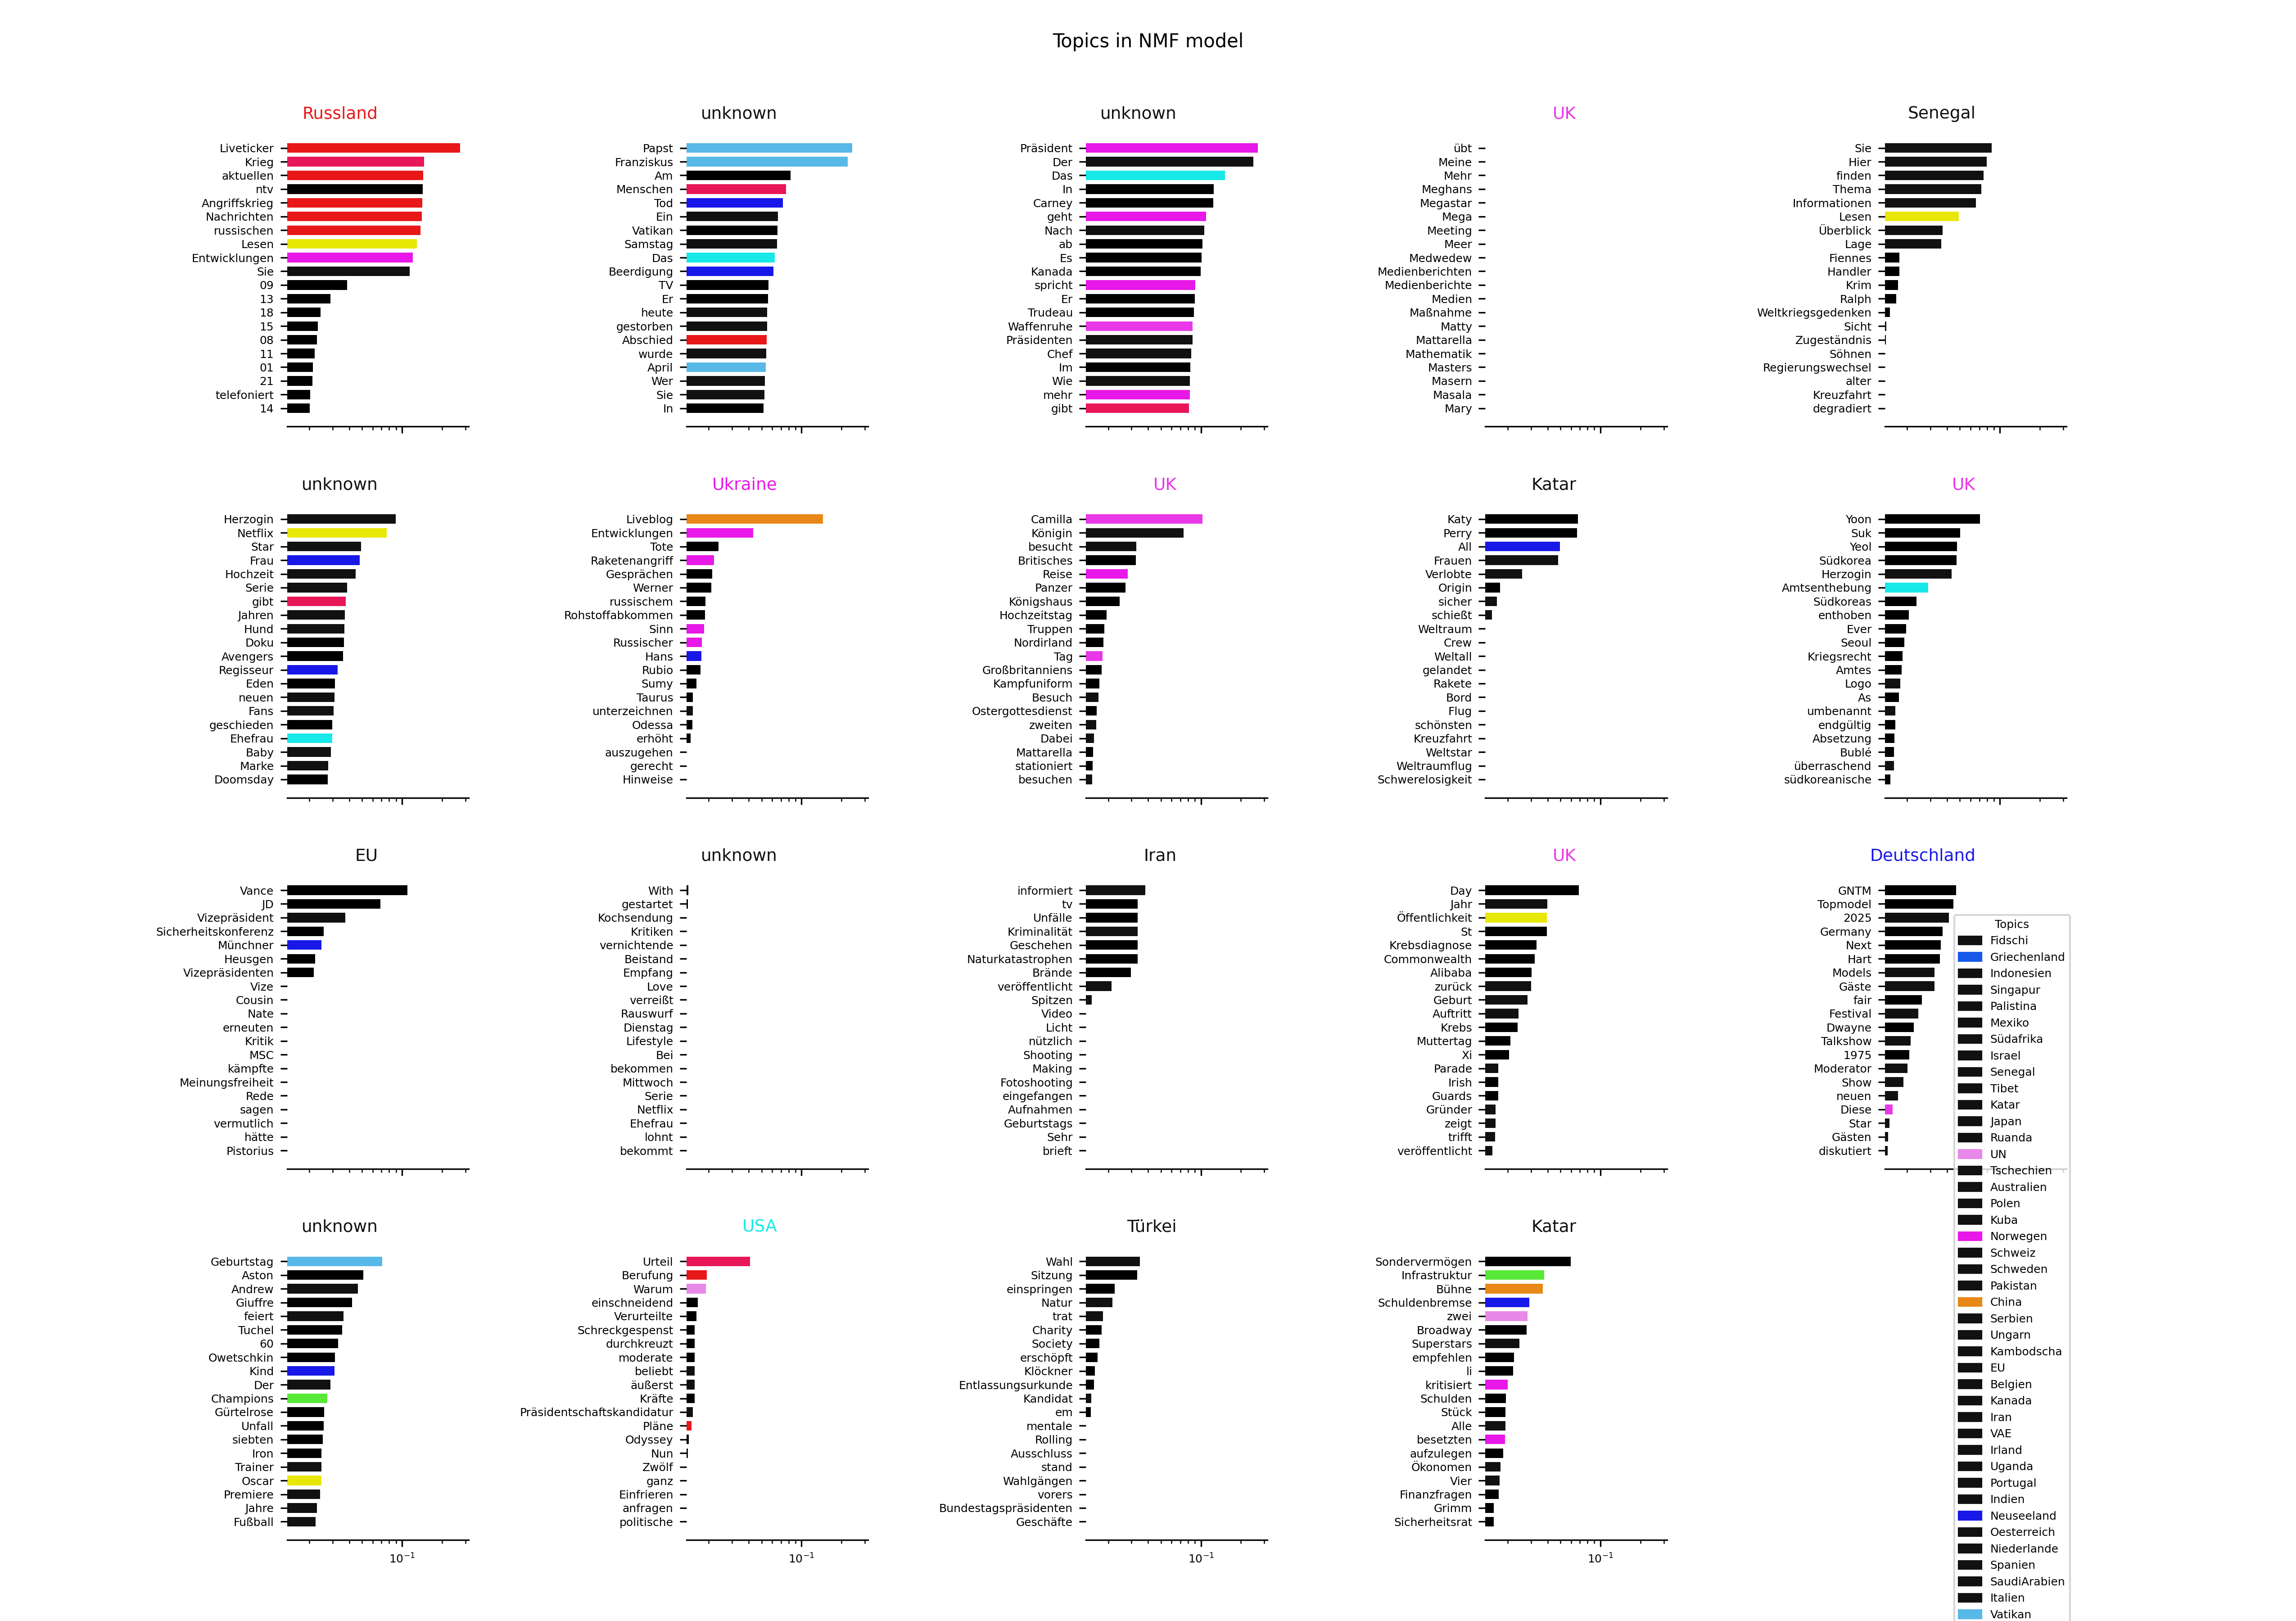 Topics in NMF model
Russland
Liveticker
Krieg
aktuellen
ntv
Angriffskrieg
Nachrichten
russischen
Lesen
Entwicklungen
Sie
09
13
18
15
08
11
01
21
telefoniert
14
unknown
Papst
Franziskus
Am
Menschen
Tod
Ein
Vatikan
Samstag
Das
Beerdigung
TV
Er
heute
gestorben
Abschied
wurde
April
Wer
Sie
In
unknown
Präsident
Der
Das
In
Carney
geht
Nach
ab
Es
Kanada
spricht
Er
Trudeau
Waffenruhe
Präsidenten
Chef
Im
Wie
mehr
gibt
UK
übt
Meine
Mehr
Meghans
Megastar
Mega
Meeting
Meer
Medwedew
Medienberichten
Medienberichte
Medien
Maßnahme
Matty
Mattarella
Mathematik
Masters
Masern
Masala
Mary
Senegal
Sie
Hier
finden
Thema
Informationen
Lesen
Überblick
Lage
Fiennes
Handler
Krim
Ralph
Weltkriegsgedenken
Sicht
Zugeständnis
Söhnen
Regierungswechsel
alter
Kreuzfahrt
degradiert
unknown
Herzogin
Netflix
Star
Frau
Hochzeit
Serie
gibt
Jahren
Hund
Doku
Avengers
Regisseur
Eden
neuen
Fans
geschieden
Ehefrau
Baby
Marke
Doomsday
Ukraine
Liveblog
Entwicklungen
Tote
Raketenangriff
Gesprächen
Werner
russischem
Rohstoffabkommen
Sinn
Russischer
Hans
Rubio
Sumy
Taurus
unterzeichnen
Odessa
erhöht
auszugehen
gerecht
Hinweise
UK
Camilla
Königin
besucht
Britisches
Reise
Panzer
Königshaus
Hochzeitstag
Truppen
Nordirland
Tag
Großbritanniens
Kampfuniform
Besuch
Ostergottesdienst
zweiten
Dabei
Mattarella
stationiert
besuchen
Katar
Katy
Perry
All
Frauen
Verlobte
Origin
sicher
schießt
Weltraum
Crew
Weltall
gelandet
Rakete
Bord
Flug
schönsten
Kreuzfahrt
Weltstar
Weltraumflug
Schwerelosigkeit
UK
Yoon
Suk
Yeol
Südkorea
Herzogin
Amtsenthebung
Südkoreas
enthoben
Ever
Seoul
Kriegsrecht
Amtes
Logo
As
umbenannt
endgültig
Absetzung
Bublé
überraschend
südkoreanische
EU
Vance
JD
Vizepräsident
Sicherheitskonferenz
Münchner
Heusgen
Vizepräsidenten
Vize
Cousin
Nate
erneuten
Kritik
MSC
kämpfte
Meinungsfreiheit
Rede
sagen
vermutlich
hätte
Pistorius
unknown
With
gestartet
Kochsendung
Kritiken
vernichtende
Beistand
Empfang
Love
verreißt
Rauswurf
Dienstag
Lifestyle
Bei
bekommen
Mittwoch
Serie
Netflix
Ehefrau
lohnt
bekommt
Iran
informiert
tv
Unfälle
Kriminalität
Geschehen
Naturkatastrophen
Brände
veröffentlicht
Spitzen
Video
Licht
nützlich
Shooting
Making
Fotoshooting
eingefangen
Aufnahmen
Geburtstags
Sehr
brieft
UK
Day
Jahr
Öffentlichkeit
St
Krebsdiagnose
Commonwealth
Alibaba
zurück
Geburt
Auftritt
Krebs
Muttertag
Xi
Parade
Irish
Guards
Gründer
zeigt
trifft
veröffentlicht
Deutschland
GNTM
Topmodel
2025
Germany
Next
Hart
Models
Gäste
fair
Festival
Dwayne
Talkshow
1975
Moderator
Show
neuen
Diese
Star
Gästen
diskutiert
unknown
Geburtstag
Aston
Andrew
Giuffre
feiert
Tuchel
60
Owetschkin
Kind
Der
Champions
Gürtelrose
Unfall
siebten
Iron
Trainer
Oscar
Premiere
Jahre
Fußball
10⁻¹
USA
Urteil
Berufung
Warum
einschneidend
Verurteilte
Schreckgespenst
durchkreuzt
moderate
beliebt
äußerst
Kräfte
Präsidentschaftskandidatur
Pläne
Odyssey
Nun
Zwölf
ganz
Einfrieren
anfragen
politische
10⁻¹
Türkei
Wahl
Sitzung
einspringen
Natur
trat
Charity
Society
erschöpft
Klöckner
Entlassungsurkunde
Kandidat
em
mentale
Rolling
Ausschluss
stand
Wahlgängen
vorers
Bundestagspräsidenten
Geschäfte
10⁻¹
Katar
Sondervermögen
Infrastruktur
Bühne
Schuldenbremse
zwei
Broadway
Superstars
empfehlen
li
kritisiert
Schulden
Stück
Alle
besetzten
aufzulegen
Ökonomen
Vier
Finanzfragen
Grimm
Sicherheitsrat
10⁻¹
Topics
Fidschi
Griechenland
Indonesien
Singapur
Palistina
Mexiko
Südafrika
Israel
Senegal
Tibet
Katar
Japan
Ruanda
UN
Tschechien
Australien
Polen
Kuba
Norwegen
Schweiz
Schweden
Pakistan
China
Serbien
Ungarn
Kambodscha
EU
Belgien
Kanada
Iran
VAE
Irland
Uganda
Portugal
Indien
Neuseeland
Oesterreich
Niederlande
Spanien
SaudiArabien
Italien
Vatikan